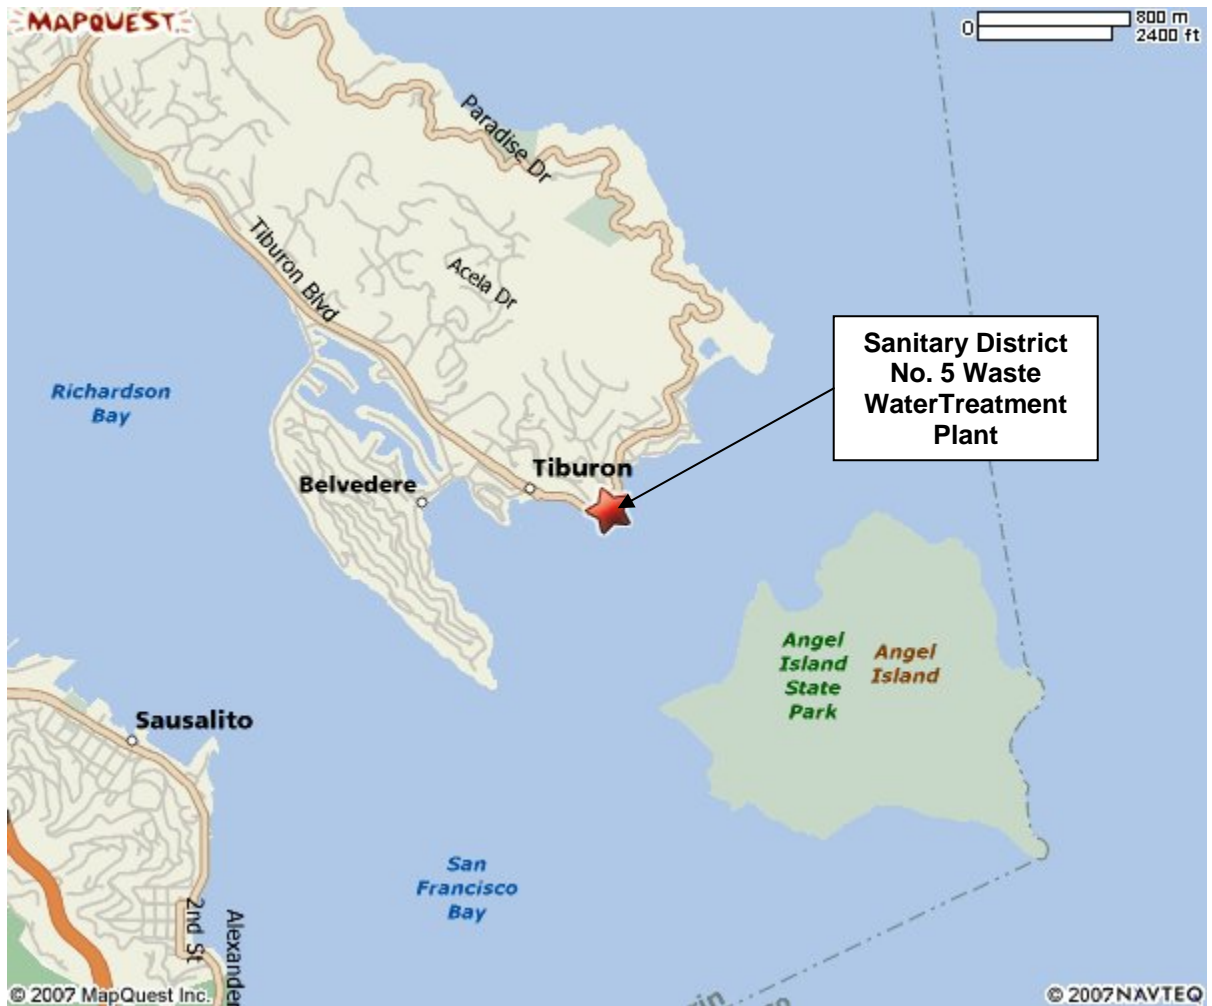 MAPQUEST
0
800 m
2400 ft
Paradise Dr
Tiburon Blvd
Acela Dr
Sanitary District
No. 5 Waste
WaterTreatment
Plant
Richardson
Bay
Tiburon
Belvedere
Angel
Island
State
Park
Angel
Island
Sausalito
San
Francisco
Bay
2nd St
Alexander
© 2007 MapQuest Inc.
© 2007 NAVTEQ